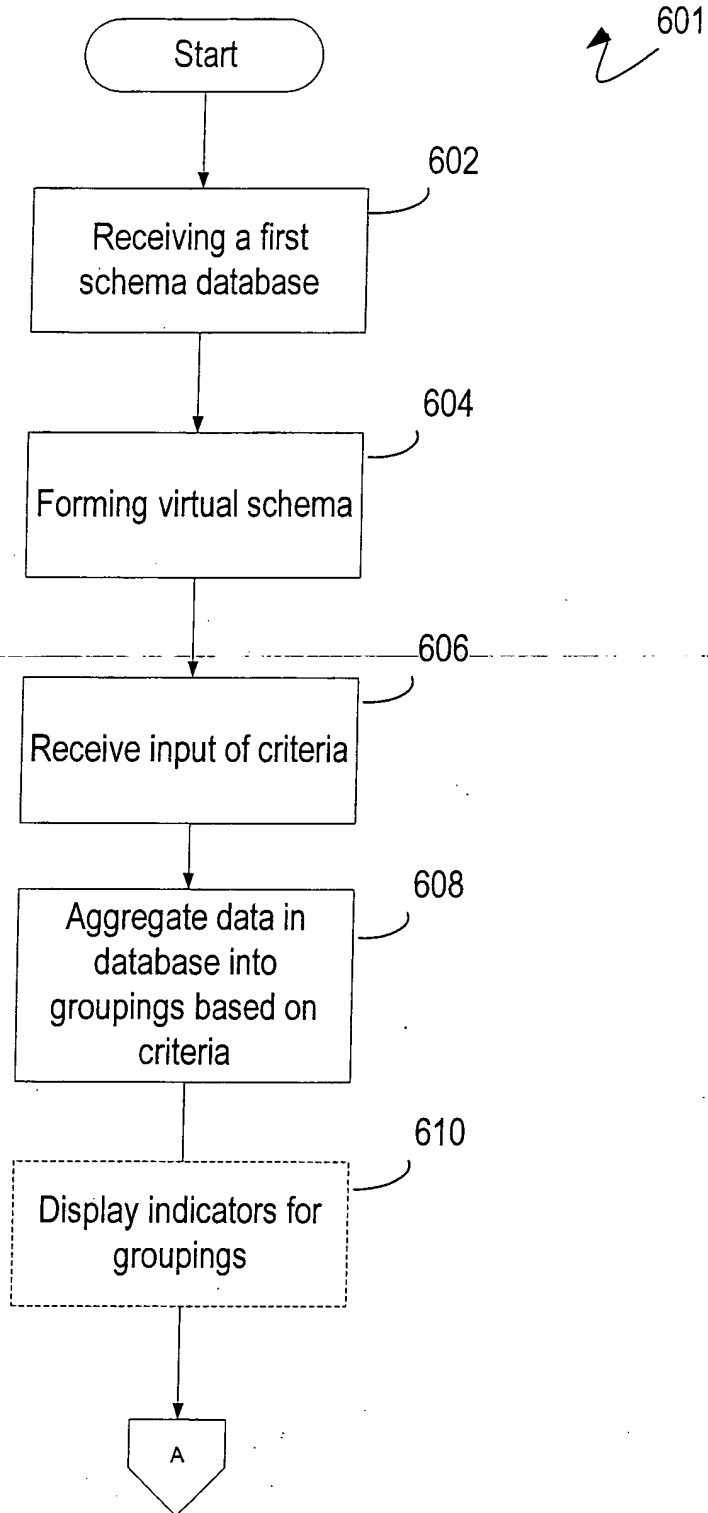 601
Start
602
Receiving a first
schema database
604
Forming virtual schema
606
Receive input of criteria
608
Aggregate data in
database into
groupings based on
criteria
610
Display indicators for
groupings
A